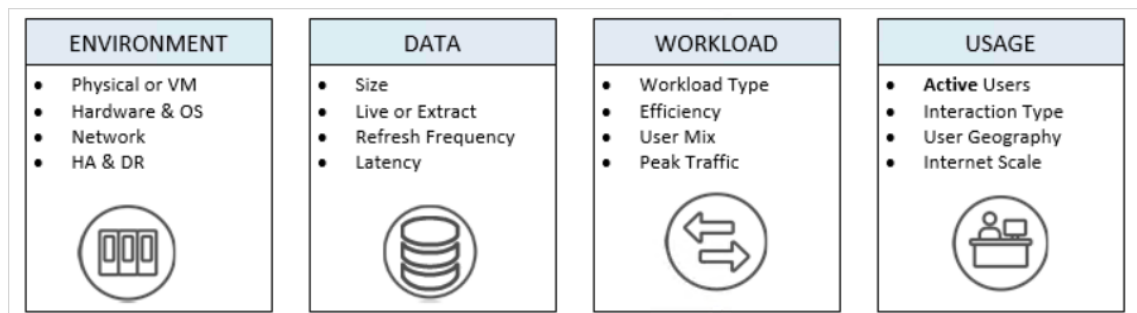 ENVIRONMENT
• Physical or VM
• Hardware & OS
• Network
• HA & DR
DATA
• Size
• Live or Extract
• Refresh Frequency
• Latency
WORKLOAD
• Workload Type
• Efficiency
• User Mix
• Peak Traffic
USAGE
• Active Users
• Interaction Type
• User Geography
• Internet Scale